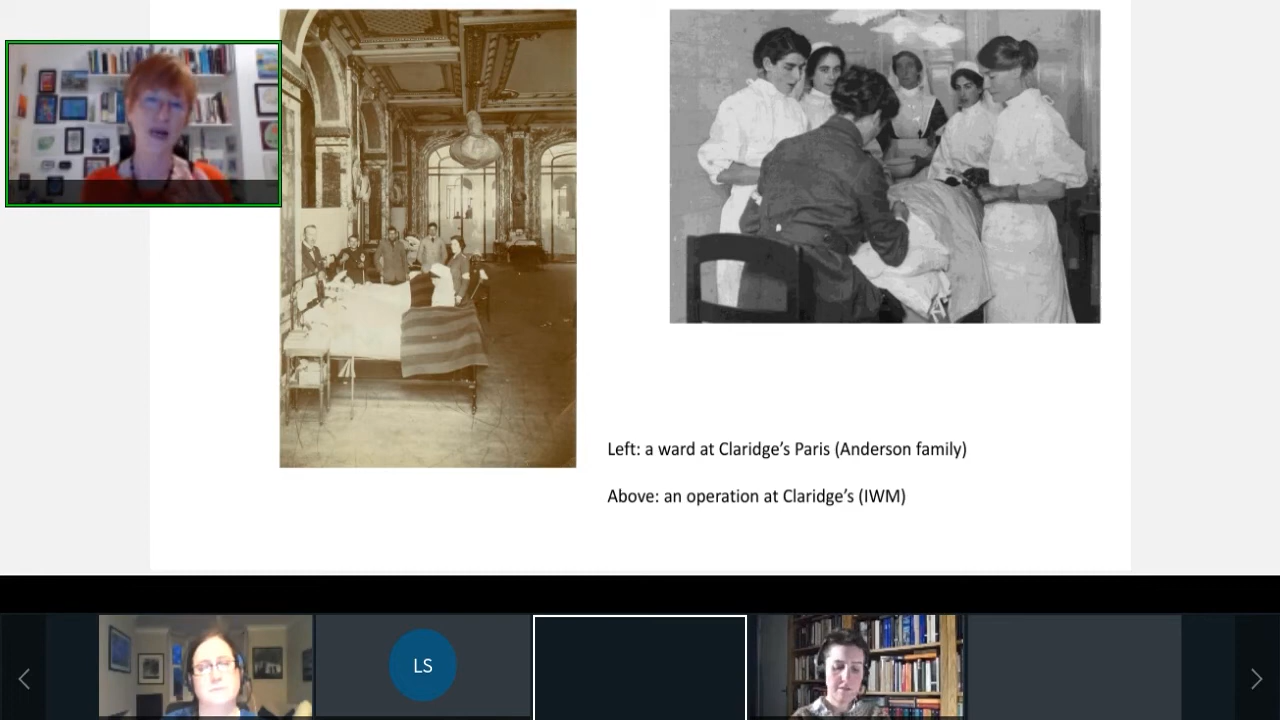 Left: a ward at Claridge’s Paris (Anderson family)
Above: an operation at Claridge’s (IWM)
LS